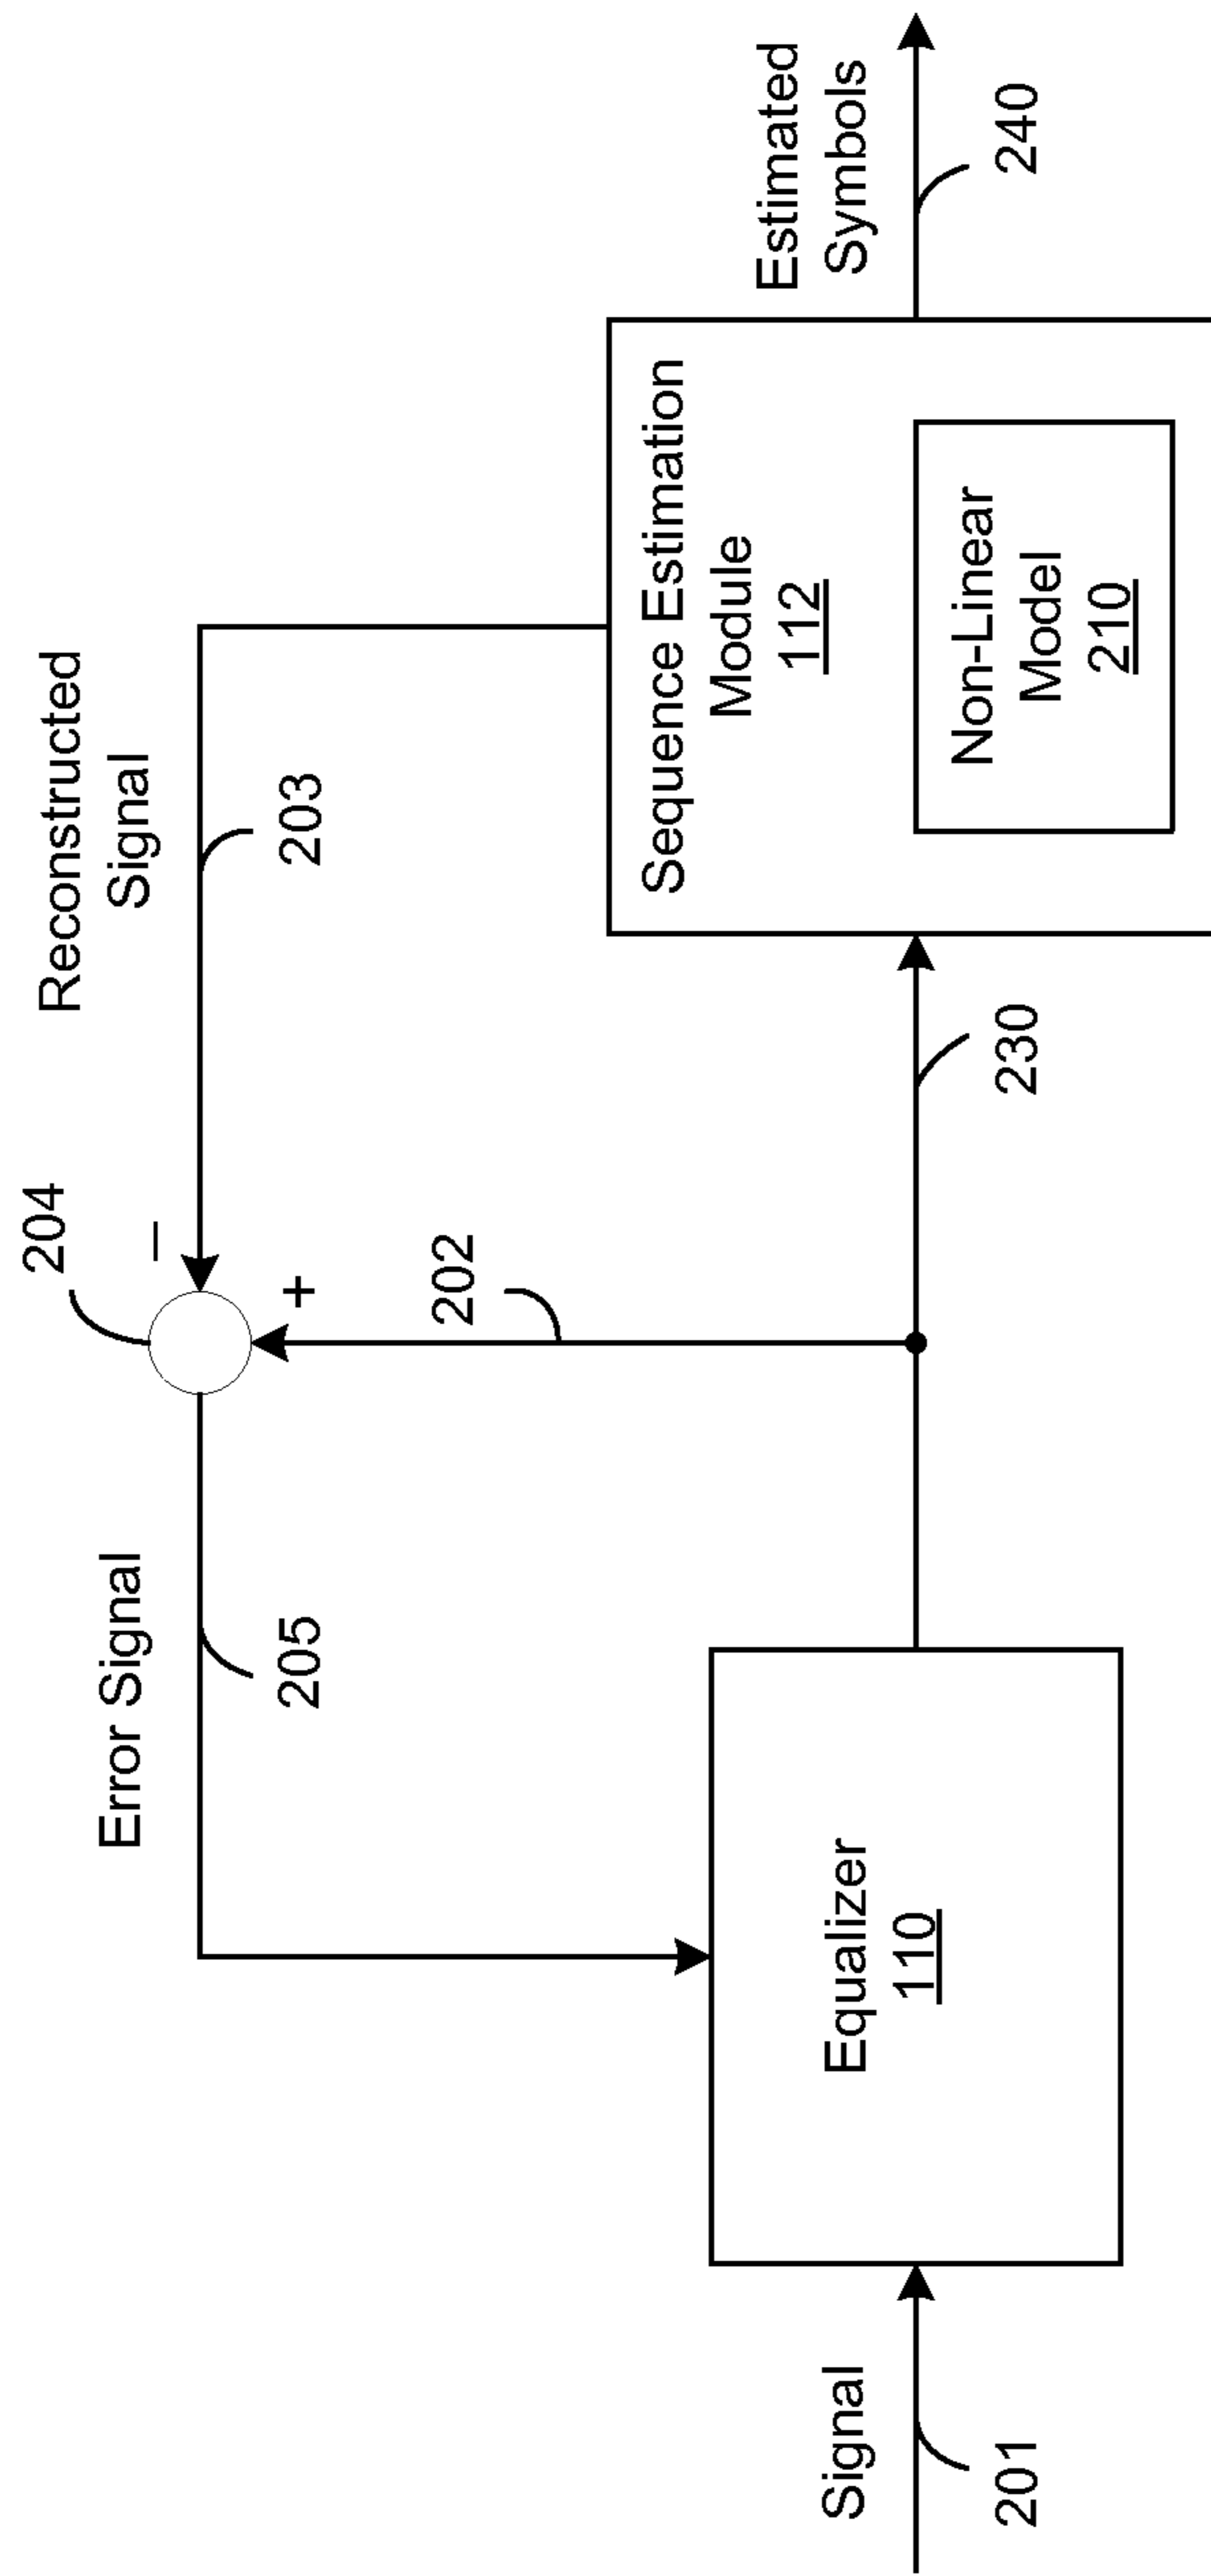 Signal
201
Equalizer
110
Error Signal
205
204
–
+
202
Reconstructed
Signal
203
230
Sequence Estimation
Module
112
Non-Linear
Model
210
Estimated
Symbols
240